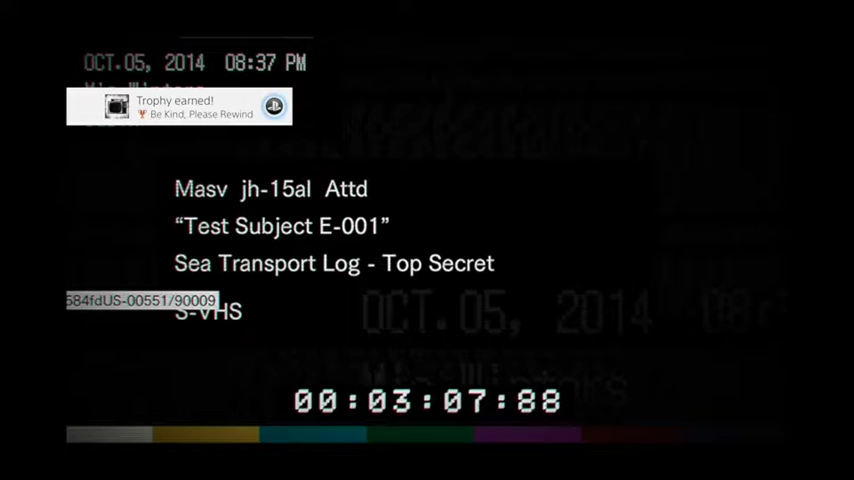 OCT.05, 2014 08:37 PM
Trophy earned!
Be Kind, Please Rewind
Masv jh-15al Attd
“Test Subject E-001”
Sea Transport Log - Top Secret
584fdUS-00551/90009
S-VHS
OCT.05, 2014
00:03:07:88